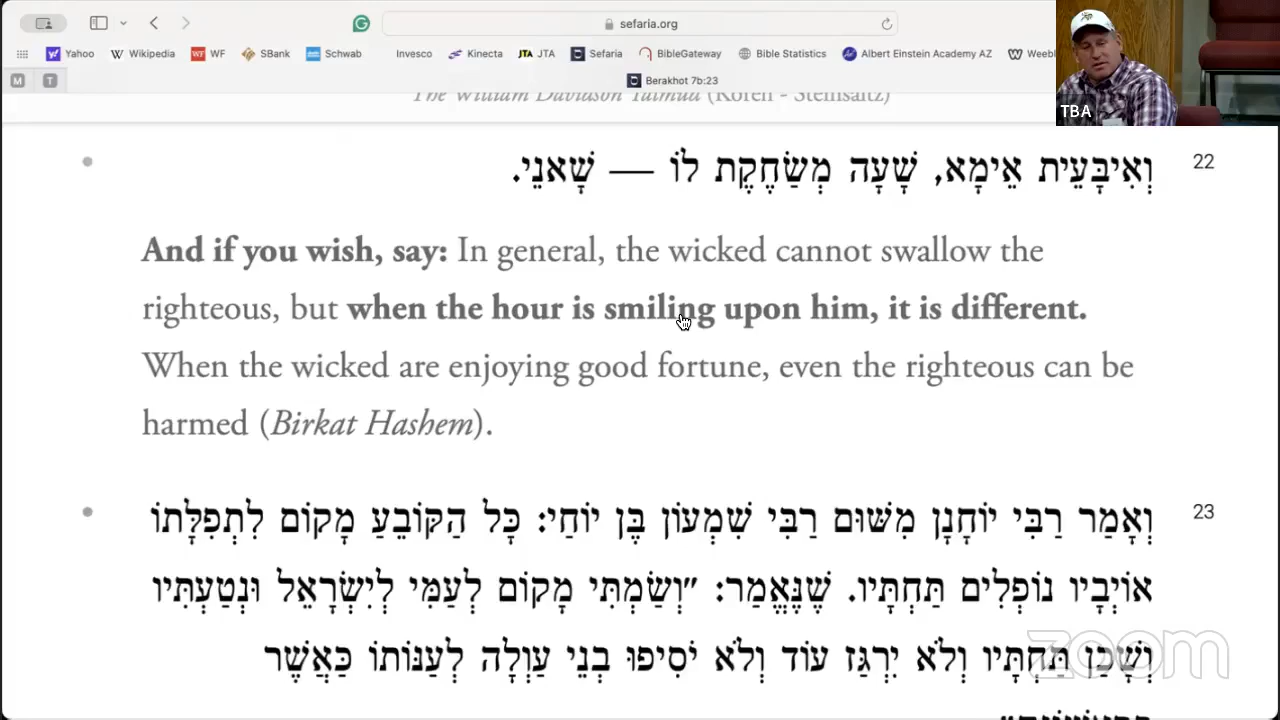 sefaria.org
Yahoo Wikipedia WF SBank Schwab Invesco Kinecta JTA JTA Sefaria BibleGateway Bible Statistics Albert Einstein Academy AZ Weebl
M T Berakhot 7b:23
TBA
The William Davidson Talmud (Koren - Steinsaltz)
22
וְאִיבָּעֵית אֵימָא, שָׁעָה מְשַׂחֶקֶת לוֹ — שָׁאנֵי.
And if you wish, say: In general, the wicked cannot swallow the
righteous, but when the hour is smiling upon him, it is different.
When the wicked are enjoying good fortune, even the righteous can be
harmed (Birkat Hashem).
23
וְאָמַר רַבִּי יוֹחָנָן מִשּׁוּם רַבִּי שִׁמְעוֹן בֶּן יוֹחַי: כׇּל הַקּוֹבֵעַ מָקוֹם לִתְפִלָּתוֹ
אוֹיְבָיו נוֹפְלִים תַּחְתָּיו. שֶׁנֶּאֱמַר: ״וְשַׂמְתִּי מָקוֹם לְעַמִּי לְיִשְׂרָאֵל וּנְטַעְתִּיו
וְשָׁכַן תַּחְתָּיו וְלֹא יִרְגַּז עוֹד וְלֹא יֹסִיפוּ בְנֵי עַוְלָה לְעַנּוֹתוֹ כַּאֲשֶׁר
zoom